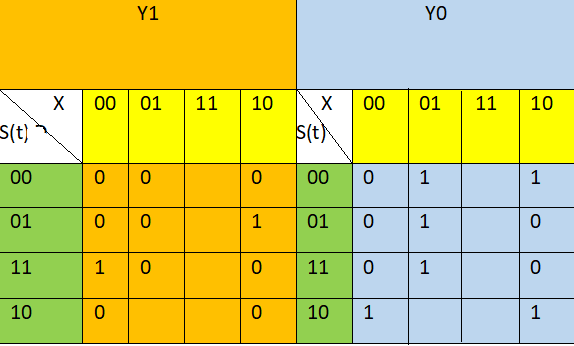 Y1 Y0
X 00 01 11 10 X 00 01 11 10
S(t) S(t)
00 0 0 0 00 0 1 1
01 0 0 1 01 0 1 0
11 1 0 0 11 0 1 0
10 0 0 10 1 1